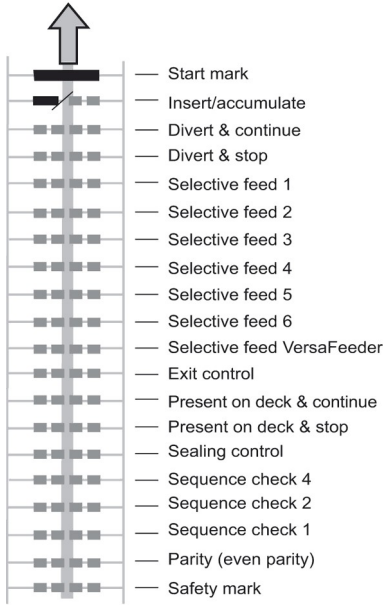 Start mark
Insert/accumulate
Divert & continue
Divert & stop
Selective feed 1
Selective feed 2
Selective feed 3
Selective feed 4
Selective feed 5
Selective feed 6
Selective feed VersaFeeder
Exit control
Present on deck & continue
Present on deck & stop
Sealing control
Sequence check 4
Sequence check 2
Sequence check 1
Parity (even parity)
Safety mark